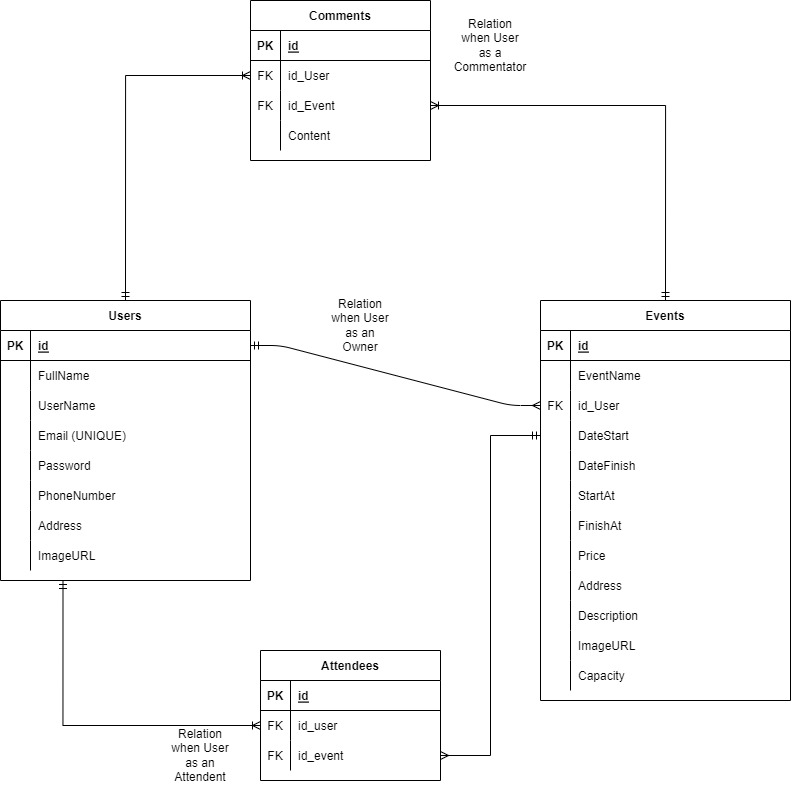 Comments
PK id
FK id_User
FK id_Event
Content
Relation
when User
as a
Commentator
Users
PK id
FullName
UserName
Email (UNIQUE)
Password
PhoneNumber
Address
ImageURL
Relation
when User
as an
Owner
Events
PK id
EventName
FK id_User
DateStart
DateFinish
StartAt
FinishAt
Price
Address
Description
ImageURL
Capacity
Attendees
PK id
FK id_user
FK id_event
Relation
when User
as an
Attendent